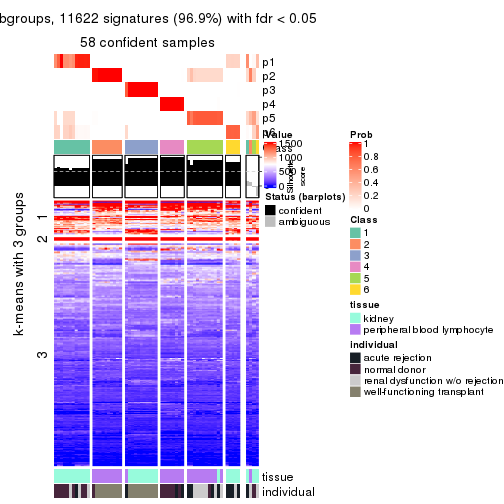 bgroups, 11622 signatures (96.9%) with fdr < 0.05
58 confident samples
p1
p2
p3
p4
p5
p6
Class
Silhouette
score
k-means with 3 groups
1
2
3
Value
1500
1000
500
0
Status (barplots)
confident
ambiguous
Prob
1
0.8
0.6
0.4
0.2
0
Class
1
2
3
4
5
6
tissue
kidney
peripheral blood lymphocyte
individual
acute rejection
normal donor
renal dysfunction w/o rejection
well-functioning transplant
tissue
individual